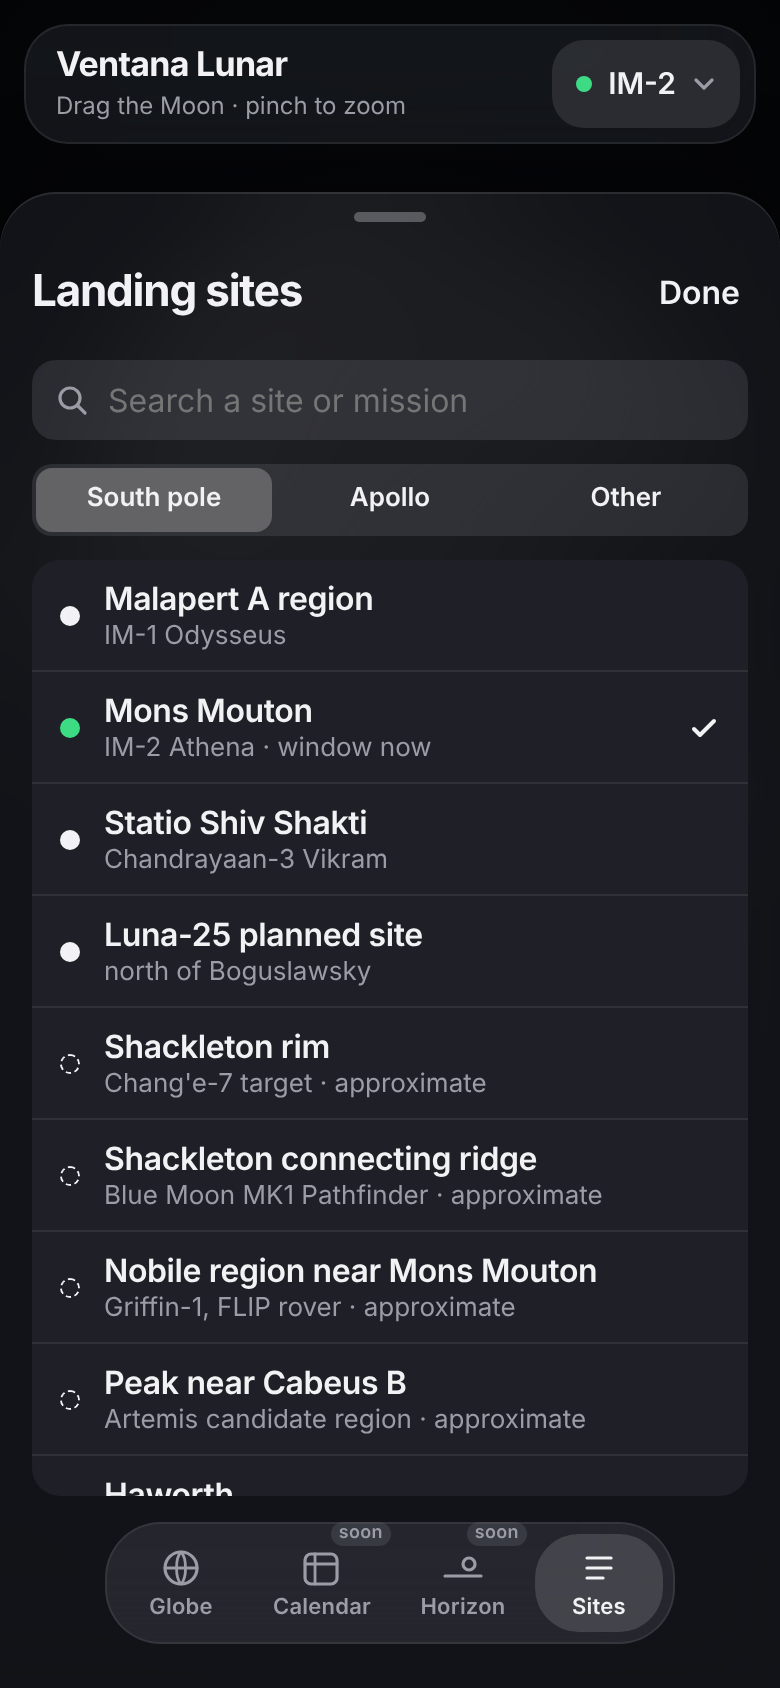 Ventana Lunar
Drag the Moon · pinch to zoom
IM-2
Landing sites
Done
Search a site or mission
South pole
Apollo
Other
Malapert A region
IM-1 Odysseus
Mons Mouton
IM-2 Athena · window now
Statio Shiv Shakti
Chandrayaan-3 Vikram
Luna-25 planned site
north of Boguslawsky
Shackleton rim
Chang'e-7 target · approximate
Shackleton connecting ridge
Blue Moon MK1 Pathfinder · approximate
Nobile region near Mons Mouton
Griffin-1, FLIP rover · approximate
Peak near Cabeus B
Artemis candidate region · approximate
Haworth
soon
soon
Globe
Calendar
Horizon
Sites